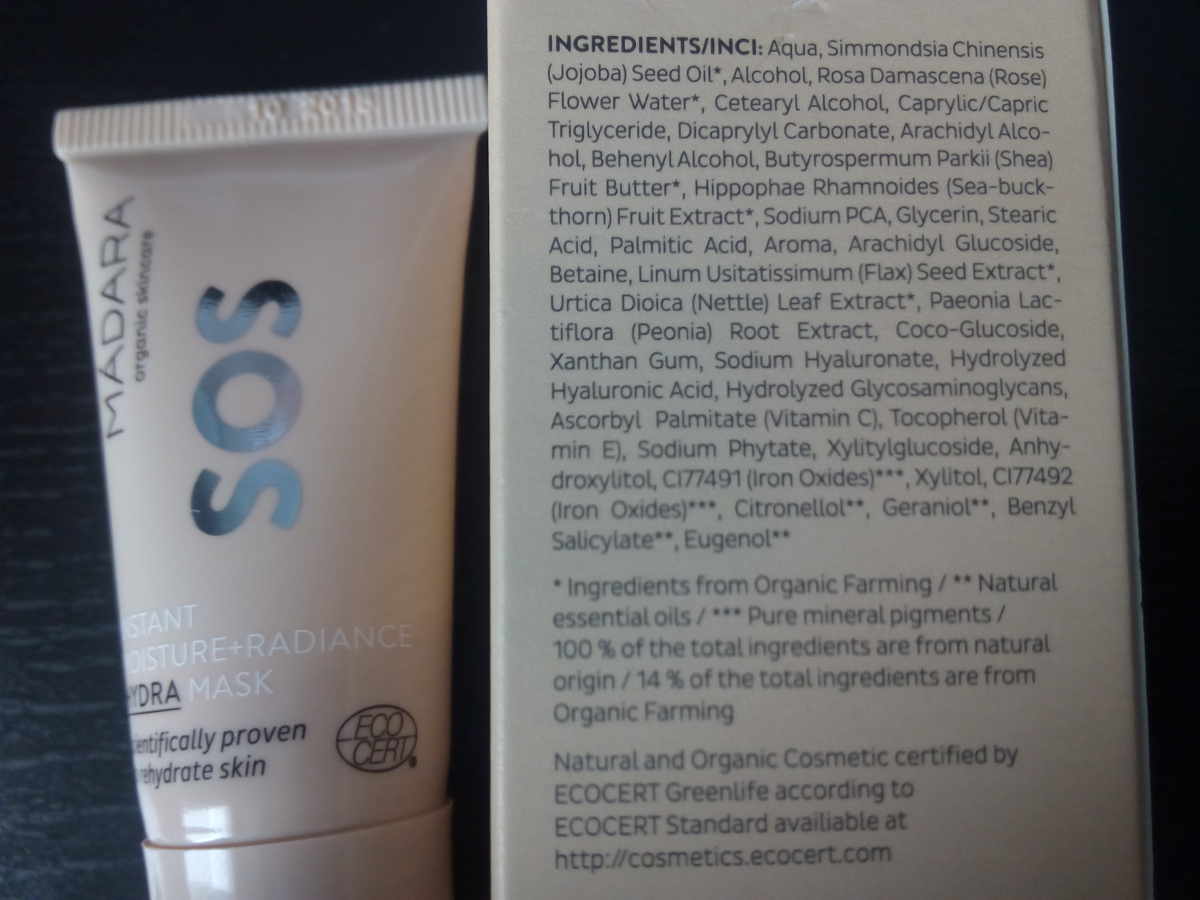 10 2018
MADARA
organic skincare
SOS
STANT
OISTURE+RADIANCE
HYDRA MASK
entifically proven
rehydrate skin
ECO
CERT
INGREDIENTS/INCI: Aqua, Simmondsia Chinensis
(Jojoba) Seed Oil*, Alcohol, Rosa Damascena (Rose)
Flower Water*, Cetearyl Alcohol, Caprylic/Capric
Triglyceride, Dicaprylyl Carbonate, Arachidyl Alco-
hol, Behenyl Alcohol, Butyrospermum Parkii (Shea)
Fruit Butter*, Hippophae Rhamnoides (Sea-buck-
thorn) Fruit Extract*, Sodium PCA, Glycerin, Stearic
Acid, Palmitic Acid, Aroma, Arachidyl Glucoside,
Betaine, Linum Usitatissimum (Flax) Seed Extract*,
Urtica Dioica (Nettle) Leaf Extract*, Paeonia Lac-
tiflora (Peonia) Root Extract, Coco-Glucoside,
Xanthan Gum, Sodium Hyaluronate, Hydrolyzed
Hyaluronic Acid, Hydrolyzed Glycosaminoglycans,
Ascorbyl Palmitate (Vitamin C), Tocopherol (Vita-
min E), Sodium Phytate, Xylitylglucoside, Anhy-
droxylitol, CI77491 (Iron Oxides)***, Xylitol, CI77492
(Iron Oxides)***, Citronellol**, Geraniol**, Benzyl
Salicylate**, Eugenol**
* Ingredients from Organic Farming / ** Natural
essential oils / *** Pure mineral pigments /
100 % of the total ingredients are from natural
origin / 14 % of the total ingredients are from
Organic Farming
Natural and Organic Cosmetic certified by
ECOCERT Greenlife according to
ECOCERT Standard availiable at
http://cosmetics.ecocert.com